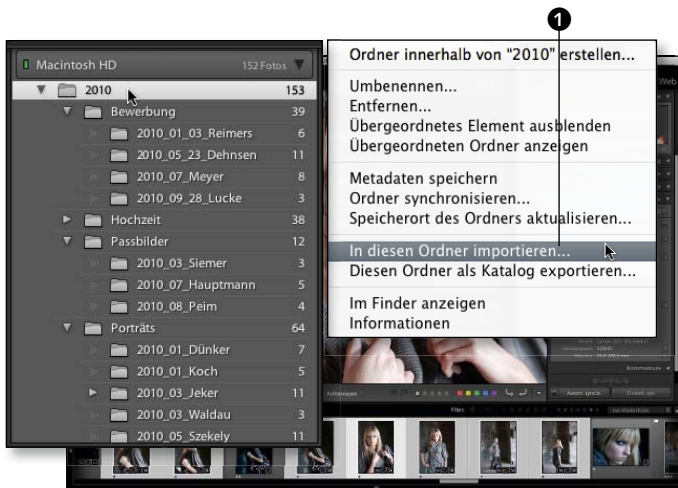 1
Macintosh HD 152 Fotos
2010 153
Bewerbung 39
2010_01_03_Reimers 6
2010_05_23_Dehnsen 11
2010_07_Meyer 8
2010_09_28_Lucke 3
Hochzeit 38
Passbilder 12
2010_03_Siemer 3
2010_07_Hauptmann 5
2010_08_Peim 4
Porträts 64
2010_01_Dünker 7
2010_01_Koch 5
2010_03_Jeker 11
2010_03_Waldau 3
2010_05_Szekely 11
Ordner innerhalb von "2010" erstellen...
Umbenennen...
Entfernen...
Übergeordnetes Element ausblenden
Übergeordneten Ordner anzeigen
Metadaten speichern
Ordner synchronisieren...
Speicherort des Ordners aktualisieren...
In diesen Ordner importieren...
Diesen Ordner als Katalog exportieren...
Im Finder anzeigen
Informationen
Web
Kommentare
Filter: